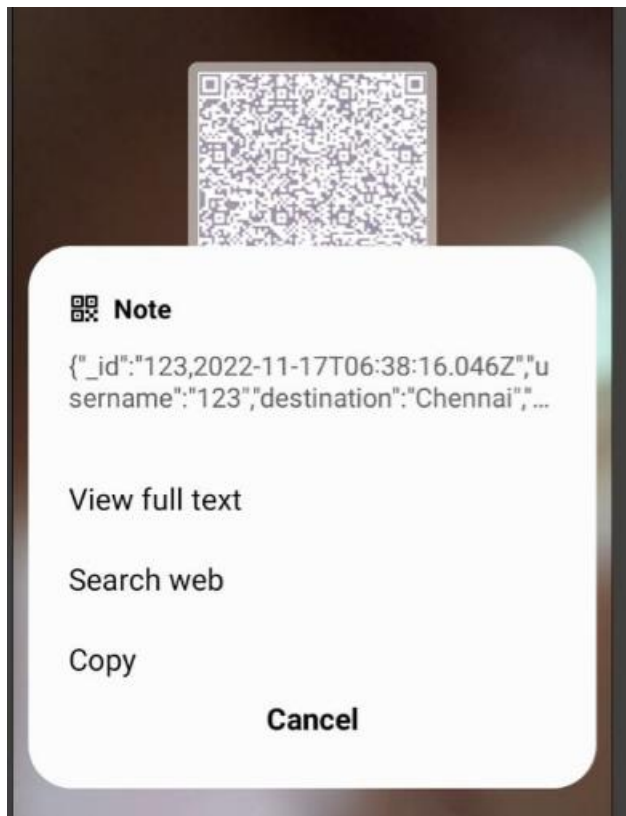 Note
{"_id":"123,2022-11-17T06:38:16.046Z","u
sername":"123","destination":"Chennai","...
View full text
Search web
Copy
Cancel